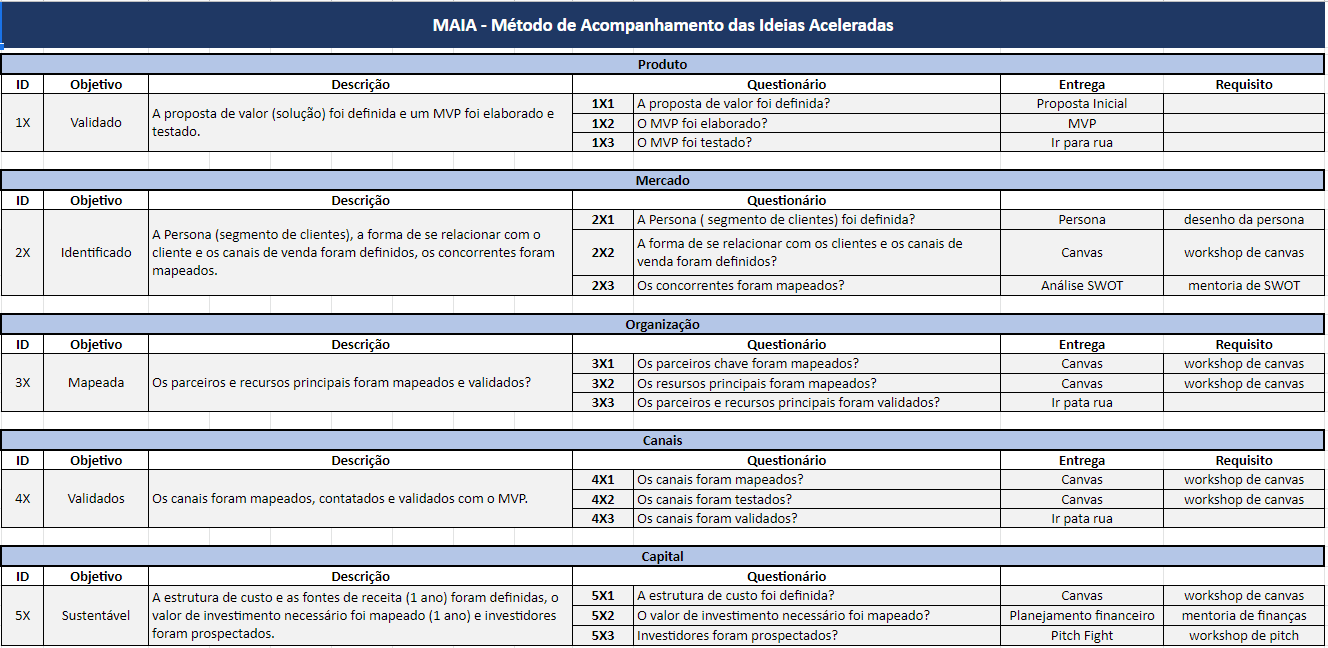 MAIA - Método de Acompanhamento das Ideias Aceleradas
Produto
ID Objetivo Descrição Questionário Entrega Requisito
1X Validado A proposta de valor (solução) foi definida e um MVP foi elaborado e
testado.
1X1 A proposta de valor foi definida? Proposta Inicial
1X2 O MVP foi elaborado? MVP
1X3 O MVP foi testado? Ir para rua
Mercado
ID Objetivo Descrição Questionário
2X Identificado A Persona (segmento de clientes), a forma de se relacionar com o
cliente e os canais de venda foram definidos, os concorrentes foram
mapeados.
2X1 A Persona ( segmento de clientes) foi definida? Persona desenho da persona
2X2 A forma de se relacionar com os clientes e os canais de
venda foram definidos? Canvas workshop de canvas
2X3 Os concorrentes foram mapeados? Análise SWOT mentoria de SWOT
Organização
ID Objetivo Descrição Questionário Entrega Requisito
3X Mapeada Os parceiros e recursos principais foram mapeados e validados?
3X1 Os parceiros chave foram mapeados? Canvas workshop de canvas
3X2 Os resursos principais foram mapeados? Canvas workshop de canvas
3X3 Os parceiros e recursos principais foram validados? Ir pata rua
Canais
ID Objetivo Descrição Questionário Entrega Requisito
4X Validados Os canais foram mapeados, contatados e validados com o MVP.
4X1 Os canais foram mapeados? Canvas workshop de canvas
4X2 Os canais foram testados? Canvas workshop de canvas
4X3 Os canais foram validados? Ir pata rua
Capital
ID Objetivo Descrição Questionário
5X Sustentável A estrutura de custo e as fontes de receita (1 ano) foram definidas, o
valor de investimento necessário foi mapeado (1 ano) e investidores
foram prospectados.
5X1 A estrutura de custo foi definida? Canvas workshop de canvas
5X2 O valor de investimento necessário foi mapeado? Planejamento financeiro mentoria de finanças
5X3 Investidores foram prospectados? Pitch Fight workshop de pitch